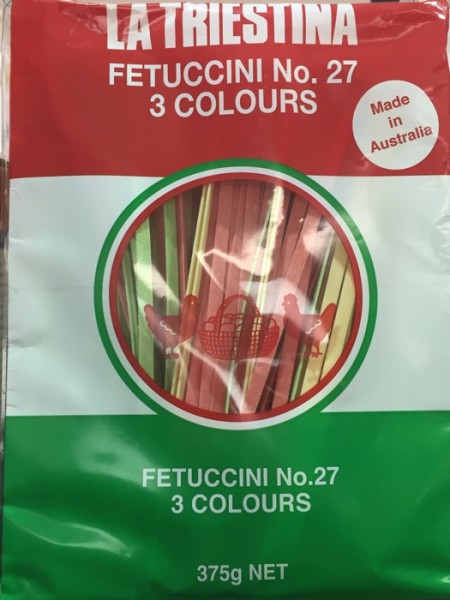 LA TRIESTINA
FETUCCINI No. 27
3 COLOURS
Made
in
Australia
FETUCCINI No.27
3 COLOURS
375g NET